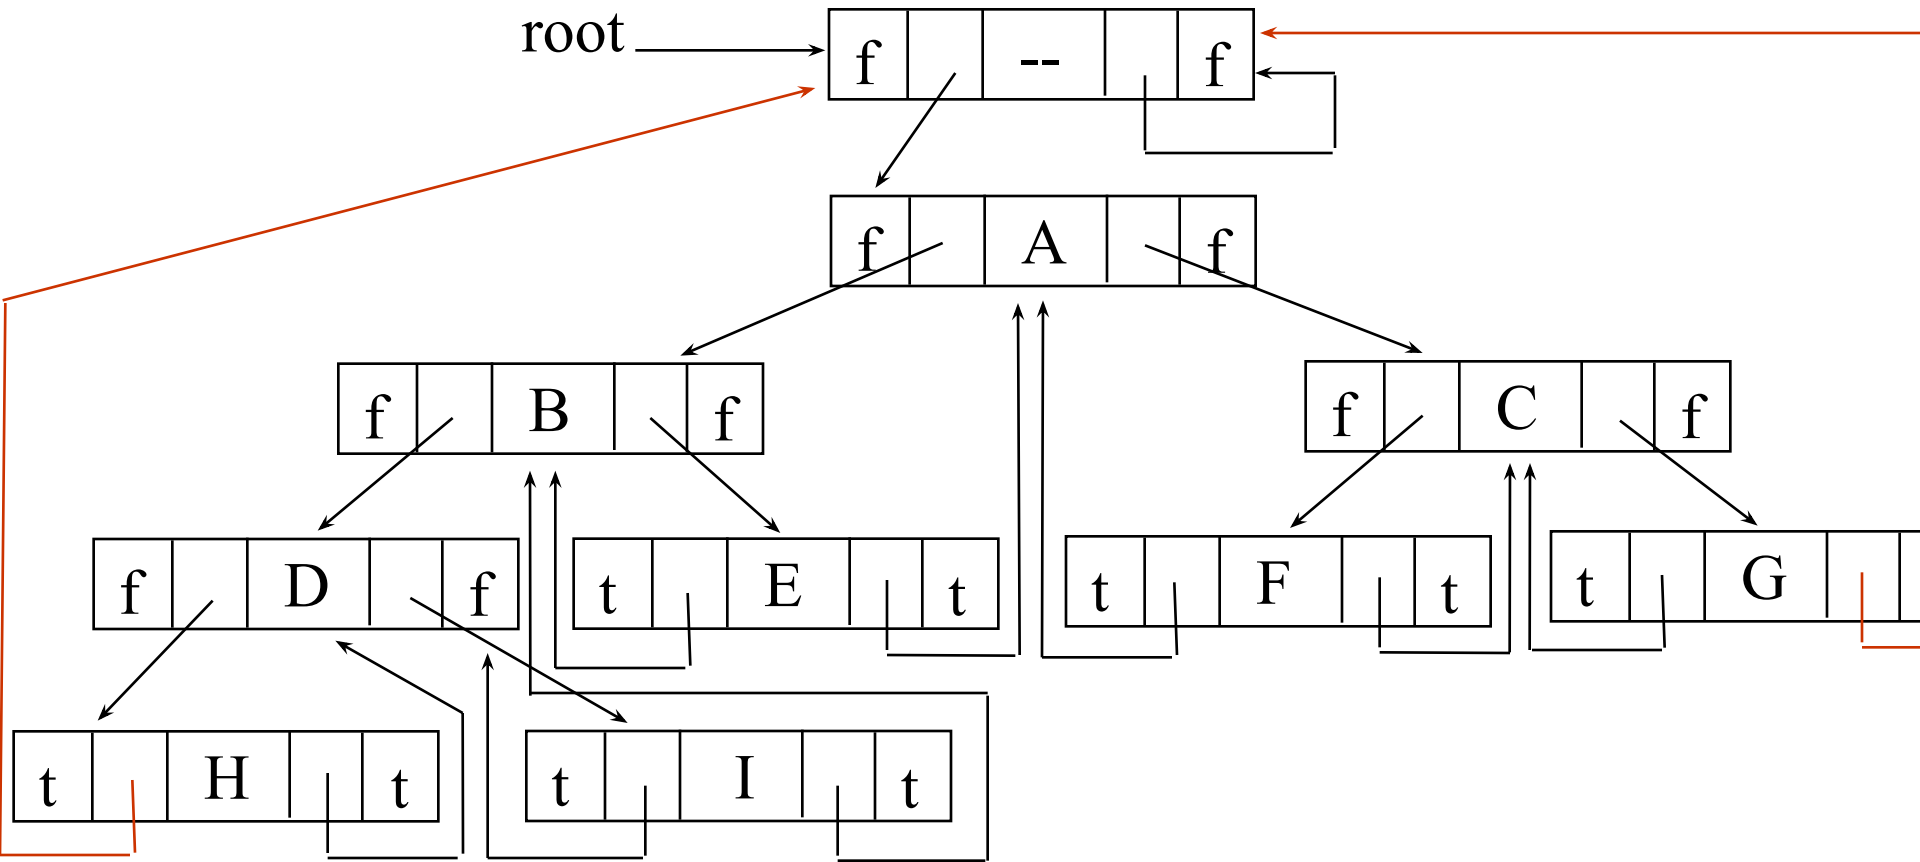 root f -- f
f A f
f B f f C f
f D f t E t t F t t G
t H t t I t